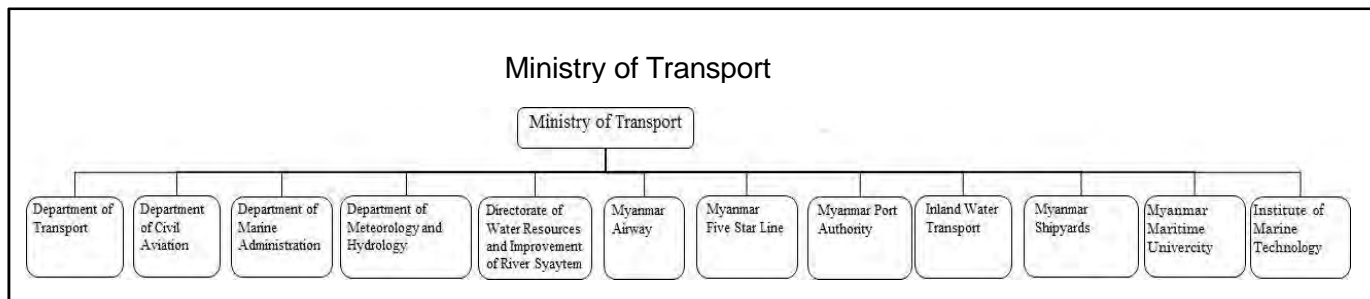 Ministry of Transport
Ministry of Transport
Department of
Transport
Department
of Civil
Aviation
Department of
Marine
Administration
Department of
Meteorology and
Hydrology
Directorate of
Water Resources
and Improvement
of River Syaytem
Myanmar
Airway
Myanmar
Five Star Line
Myanmar Port
Authority
Inland Water
Transport
Myanmar
Shipyards
Myanmar
Maritime
Univercity
Institute of
Marine
Technology